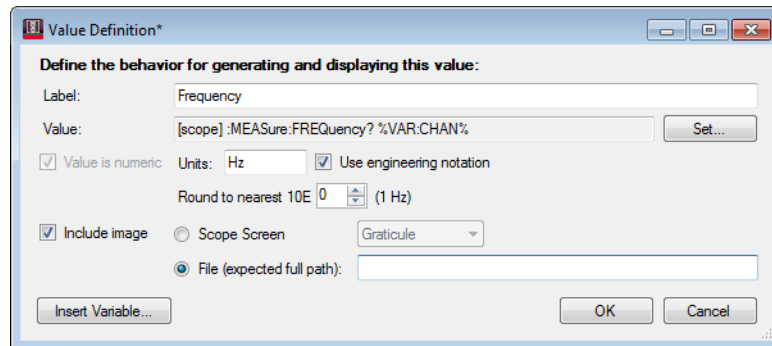 Value Definition*
Define the behavior for generating and displaying this value:
Label: Frequency
Value: [scope] :MEASure:FREQuency? %VAR:CHAN% Set...
Value is numeric Units: Hz Use engineering notation
Round to nearest 10E 0 (1 Hz)
Include image Scope Screen Graticule
File (expected full path):
Insert Variable... OK Cancel